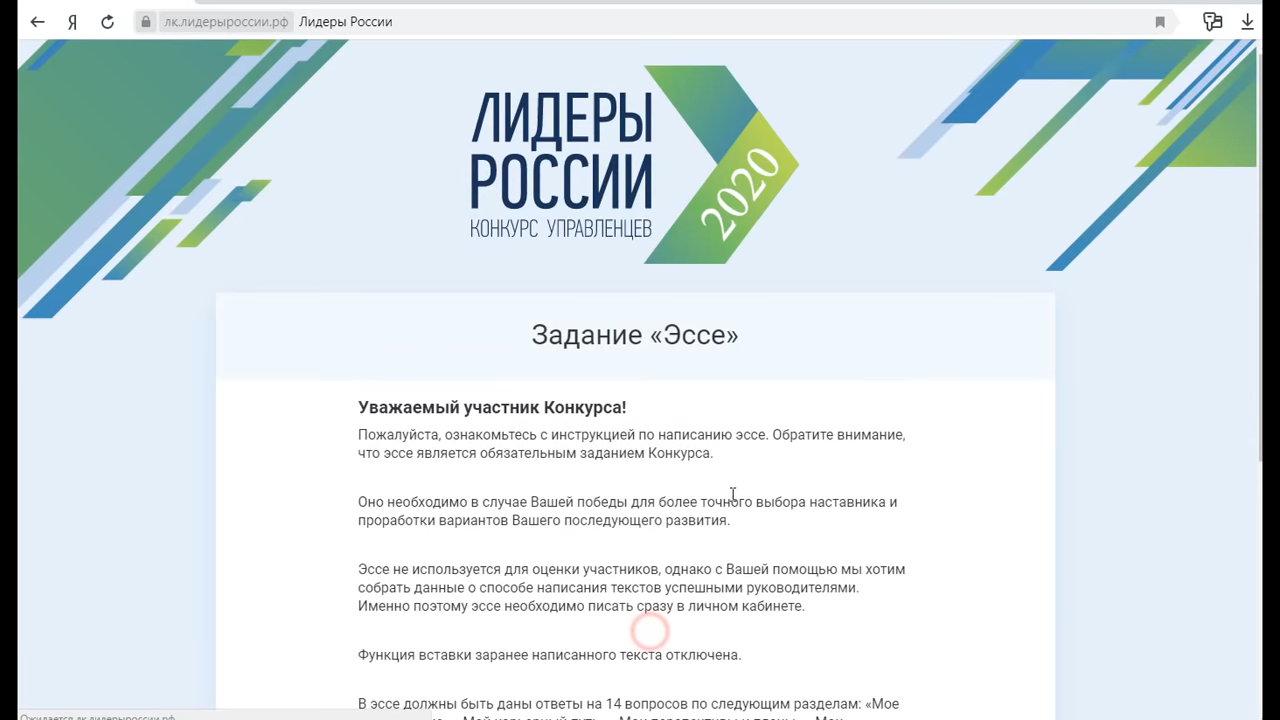 лк.лидерыроссии.рф Лидеры России
ЛИДЕРЫ
РОССИИ
КОНКУРС УПРАВЛЕНЦЕВ
2020
Задание «Эссе»
Уважаемый участник Конкурса!
Пожалуйста, ознакомьтесь с инструкцией по написанию эссе. Обратите внимание,
что эссе является обязательным заданием Конкурса.
Оно необходимо в случае Вашей победы для более точного выбора наставника и
проработки вариантов Вашего последующего развития.
Эссе не используется для оценки участников, однако с Вашей помощью мы хотим
собрать данные о способе написания текстов успешными руководителями.
Именно поэтому эссе необходимо писать сразу в личном кабинете.
Функция вставки заранее написанного текста отключена.
В эссе должны быть даны ответы на 14 вопросов по следующим разделам: «Мое
Ожидается лк.лидерыроссии.рф